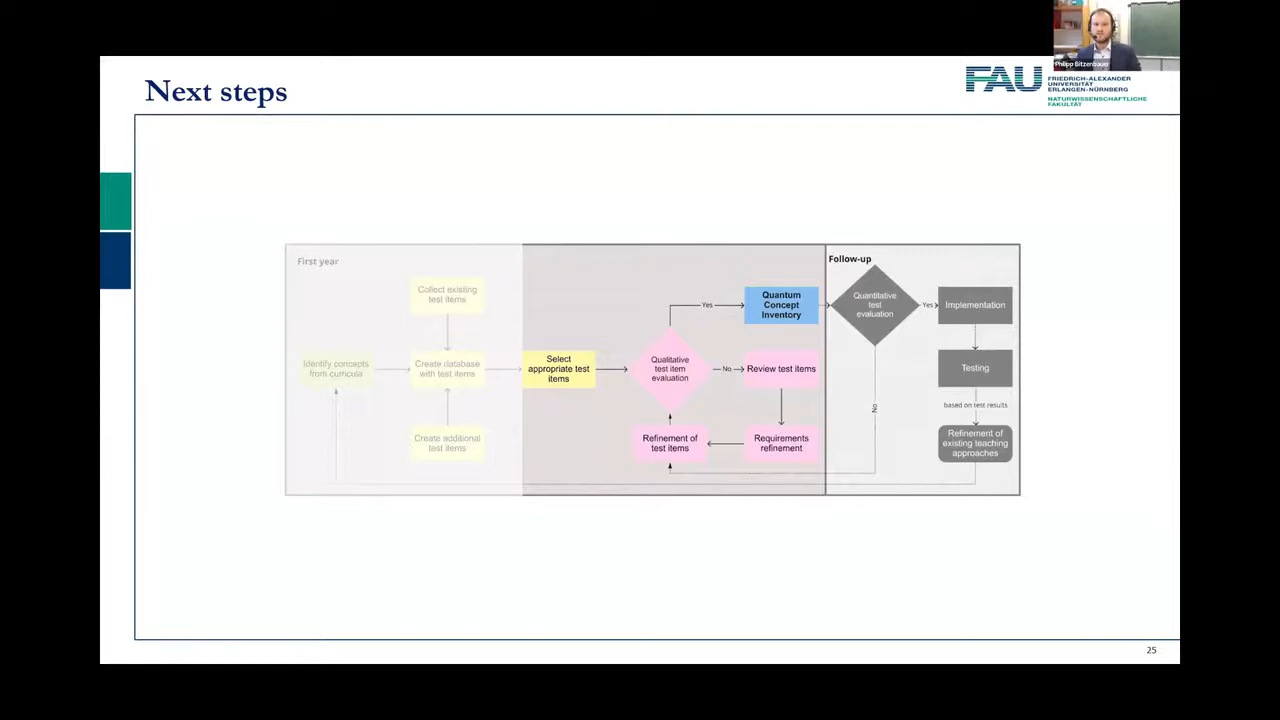 Philipp Bitzenbauer
Next steps
FAU
FRIEDRICH-ALEXANDER
UNIVERSITÄT
ERLANGEN-NÜRNBERG
NATURWISSENSCHAFTLICHE
FAKULTÄT
First year
Follow-up
Collect existing
test items
Identify concepts
from curricula
Create database
with test items
Create additional
test items
Select
appropriate test
items
Qualitative
test item
evaluation
Yes
No
Quantum
Concept
Inventory
Review test items
Requirements
refinement
Refinement of
test items
Quantitative
test
evaluation
Yes
No
Implementation
Testing
based on test results
Refinement of
existing teaching
approaches
25